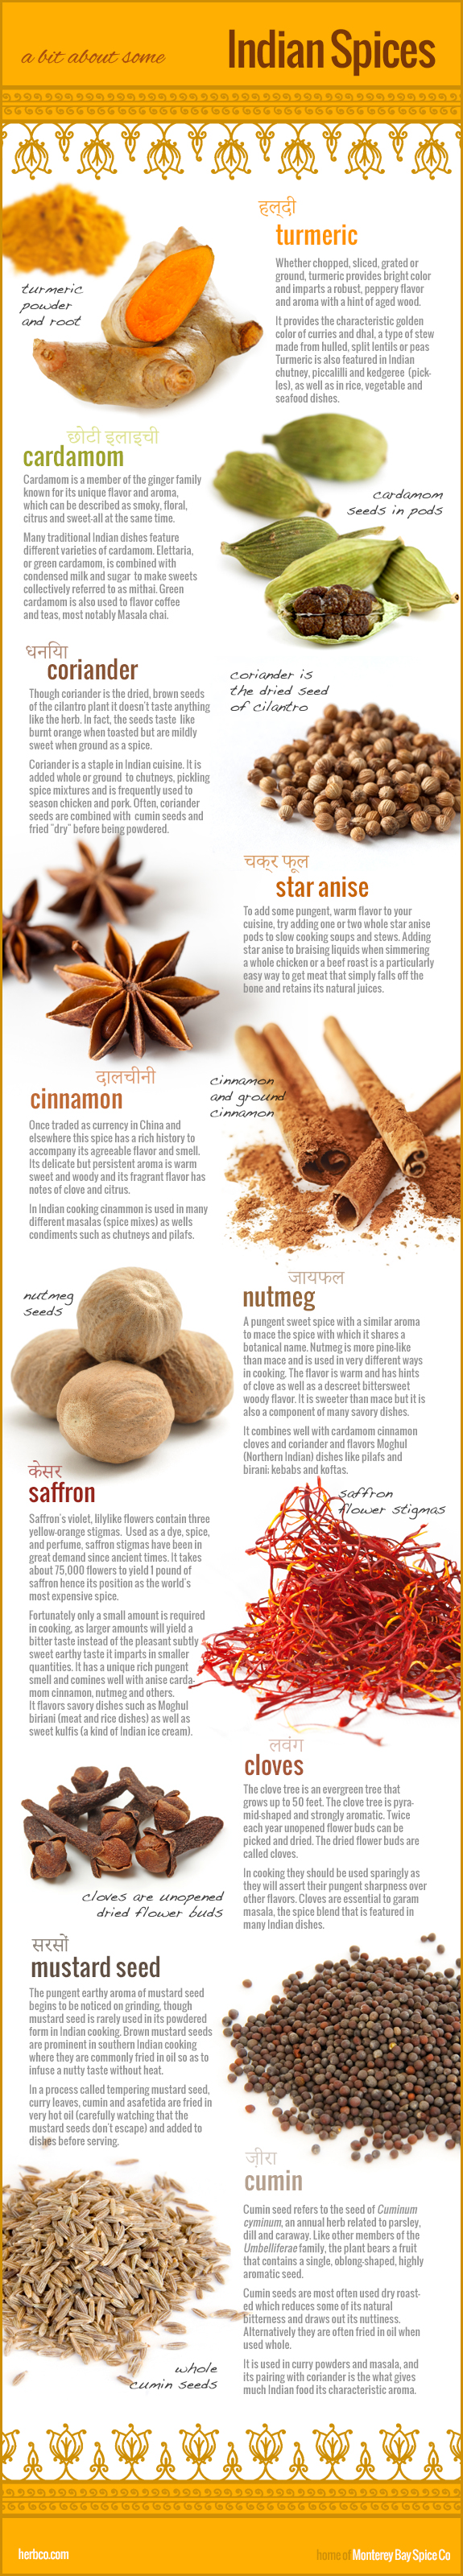 a bit about some
Indian Spices
हल्दी
turmeric
turmeric
powder
and root
Whether chopped, sliced, grated or
ground, turmeric provides bright color
and imparts a robust, peppery flavor
and aroma with a hint of aged wood.
It provides the characteristic golden
color of curries and dhal, a type of stew
made from hulled, split lentils or peas
Turmeric is also featured in Indian
chutney, piccalilli and kedgeree (pick-
les), as well as in rice, vegetable and
seafood dishes.
छोटी इलाइची
cardamom
Cardamom is a member of the ginger family
known for its unique flavor and aroma,
which can be described as smoky, floral,
citrus and sweet-all at the same time.
Many traditional Indian dishes feature
different varieties of cardamom. Elettaria,
or green cardamom, is combined with
condensed milk and sugar to make sweets
collectively referred to as mithai. Green
cardamom is also used to flavor coffee
and teas, most notably Masala chai.
cardamom
seeds in pods
धनिया
coriander
Though coriander is the dried, brown seeds
of the cilantro plant it doesn't taste anything
like the herb. In fact, the seeds taste like
burnt orange when toasted but are mildly
sweet when ground as a spice.
Coriander is a staple in Indian cuisine. It is
added whole or ground to chutneys, pickling
spice mixtures and is frequently used to
season chicken and pork. Often, coriander
seeds are combined with cumin seeds and
fried "dry" before being powdered.
coriander is
the dried seed
of cilantro
चक्र फूल
star anise
To add some pungent, warm flavor to your
cuisine, try adding one or two whole star anise
pods to slow cooking soups and stews. Adding
star anise to braising liquids when simmering
a whole chicken or a beef roast is a particularly
easy way to get meat that simply falls off the
bone and retains its natural juices.
दालचीनी
cinnamon
Once traded as currency in China and
elsewhere this spice has a rich history to
accompany its agreeable flavor and smell.
Its delicate but persistent aroma is warm
sweet and woody and its fragrant flavor has
notes of clove and citrus.
In Indian cooking cinammon is used in many
different masalas (spice mixes) as wells
condiments such as chutneys and pilafs.
cinnamon
and ground
cinnamon
जायफल
nutmeg
nutmeg
seeds
A pungent sweet spice with a similar aroma
to mace the spice with which it shares a
botanical name. Nutmeg is more pine-like
than mace and is used in very different ways
in cooking. The flavor is warm and has hints
of clove as well as a descreet bittersweet
woody flavor. It is sweeter than mace but it is
also a component of many savory dishes.
It combines well with cardamom cinnamon
cloves and coriander and flavors Moghul
(Northern Indian) dishes like pilafs and
birani; kebabs and koftas.
केसर
saffron
Saffron's violet, lilylike flowers contain three
yellow-orange stigmas. Used as a dye, spice,
and perfume, saffron stigmas have been in
great demand since ancient times. It takes
about 75,000 flowers to yield 1 pound of
saffron hence its position as the world's
most expensive spice.
Fortunately only a small amount is required
in cooking, as larger amounts will yield a
bitter taste instead of the pleasant subtly
sweet earthy taste it imparts in smaller
quantities. It has a unique rich pungent
smell and comines well with anise carda-
mom cinnamon, nutmeg and others.
It flavors savory dishes such as Moghul
biriani (meat and rice dishes) as well as
sweet kulfis (a kind of Indian ice cream).
saffron
flower stigmas
लवंग
cloves
The clove tree is an evergreen tree that
grows up to 50 feet. The clove tree is pyra-
mid-shaped and strongly aromatic. Twice
each year unopened flower buds can be
picked and dried. The dried flower buds are
called cloves.
In cooking they should be used sparingly as
they will assert their pungent sharpness over
other flavors. Cloves are essential to garam
masala, the spice blend that is featured in
many Indian dishes.
cloves are unopened
dried flower buds
सरसों
mustard seed
The pungent earthy aroma of mustard seed
begins to be noticed on grinding, though
mustard seed is rarely used in its powdered
form in Indian cooking. Brown mustard seeds
are prominent in southern Indian cooking
where they are commonly fried in oil so as to
infuse a nutty taste without heat.
In a process called tempering mustard seed,
curry leaves, cumin and asafetida are fried in
very hot oil (carefully watching that the
mustard seeds don't escape) and added to
dishes before serving.
ज़ीरा
cumin
Cumin seed refers to the seed of Cuminum
cyminum, an annual herb related to parsley,
dill and caraway. Like other members of the
Umbelliferae family, the plant bears a fruit
that contains a single, oblong-shaped, highly
aromatic seed.
Cumin seeds are most often used dry roast-
ed which reduces some of its natural
bitterness and draws out its nuttiness.
Alternatively they are often fried in oil when
used whole.
It is used in curry powders and masala, and
its pairing with coriander is the what gives
much Indian food its characteristic aroma.
whole
cumin seeds
herbco.com
home of Monterey Bay Spice Co